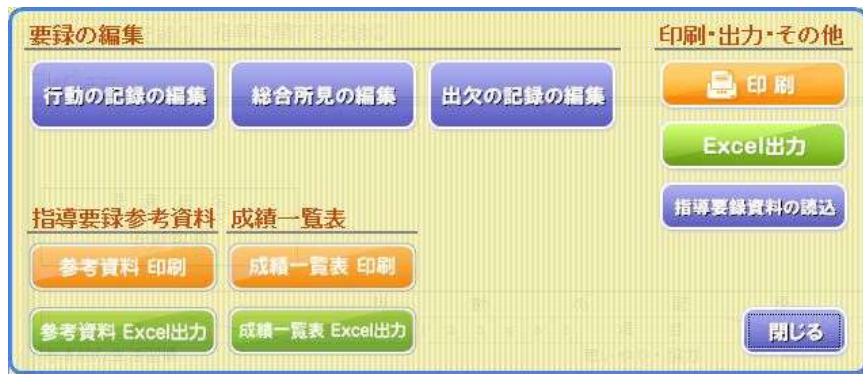 要録の編集
印刷・出力・その他
行動の記録の編集
総合所見の編集
出欠の記録の編集
印刷
Excel出力
指導要録資料の読込
指導要録参考資料
成績一覧表
参考資料 印刷
成績一覧表 印刷
参考資料 Excel出力
成績一覧表 Excel出力
閉じる